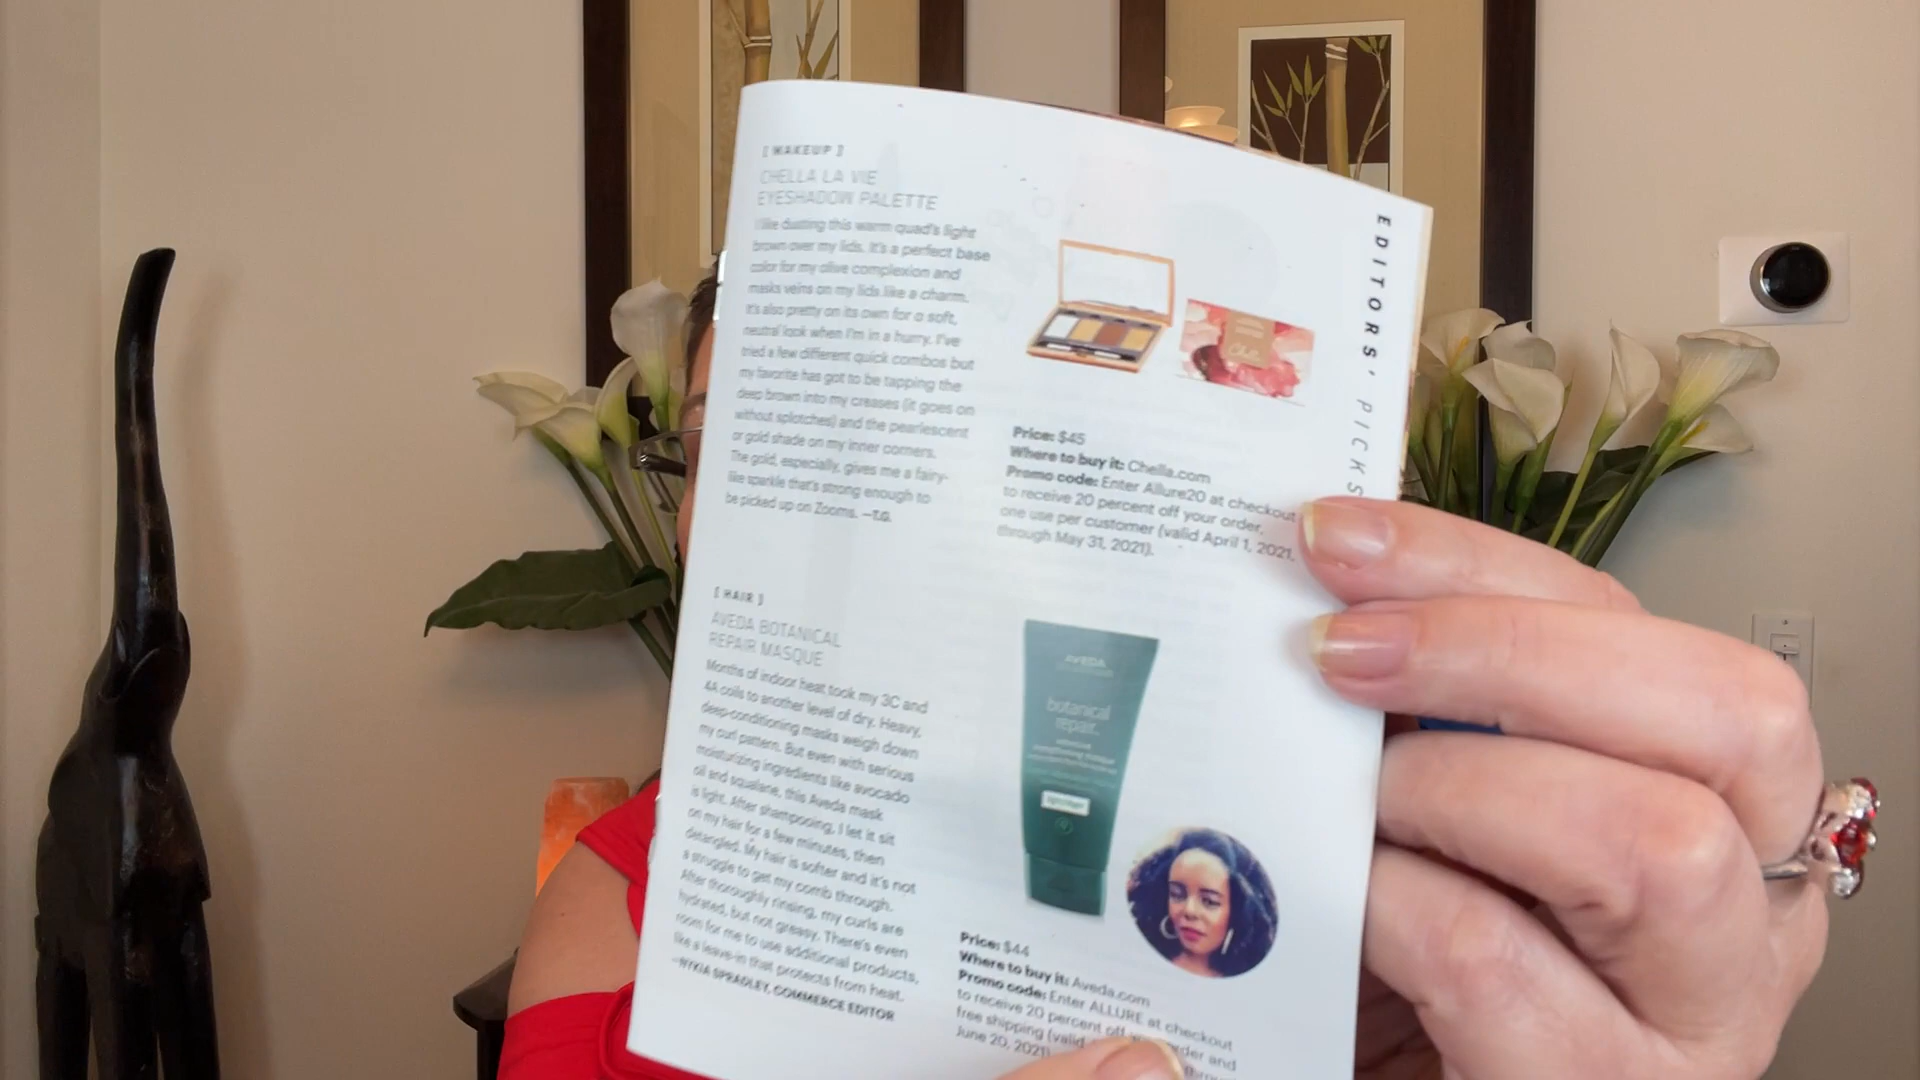 [ MAKEUP ]
CHELLA LA VIE
EYESHADOW PALETTE
I like dusting this warm quad's light
brown over my lids. It's a perfect base
color for my olive complexion and
masks veins on my lids like a charm.
It's also pretty on its own for a soft,
neutral look when I'm in a hurry. I've
tried a few different quick combos but
my favorite has got to be tapping the
deep brown into my creases (it goes on
without splotches) and the pearlescent
or gold shade on my inner corners.
The gold, especially, gives me a fairy-
like sparkle that's strong enough to
be picked up on Zooms. —T.G.
Price: $45
Where to buy it: Chella.com
Promo code: Enter Allure20 at checkout
to receive 20 percent off your order,
one use per customer (valid April 1, 2021,
through May 31, 2021).
EDITORS' PICKS
[ HAIR ]
AVEDA BOTANICAL
REPAIR MASQUE
Months of indoor heat took my 3C and
4A coils to another level of dry. Heavy,
deep-conditioning masks weigh down
my curl pattern. But even with serious
moisturizing ingredients like avocado
oil and squalane, this Aveda mask
is light. After shampooing, I let it sit
on my hair for a few minutes, then
detangled. My hair is softer and it's not
a struggle to get my comb through.
After thoroughly rinsing, my curls are
hydrated, but not greasy. There's even
room for me to use additional products,
like a leave-in that protects from heat.
—NYKIA SPRADLEY, COMMERCE EDITOR
AVEDA
botanical
repair
Price: $44
Where to buy it: Aveda.com
Promo code: Enter ALLURE at checkout
to receive 20 percent off your order and
free shipping (valid through
June 20, 2021)